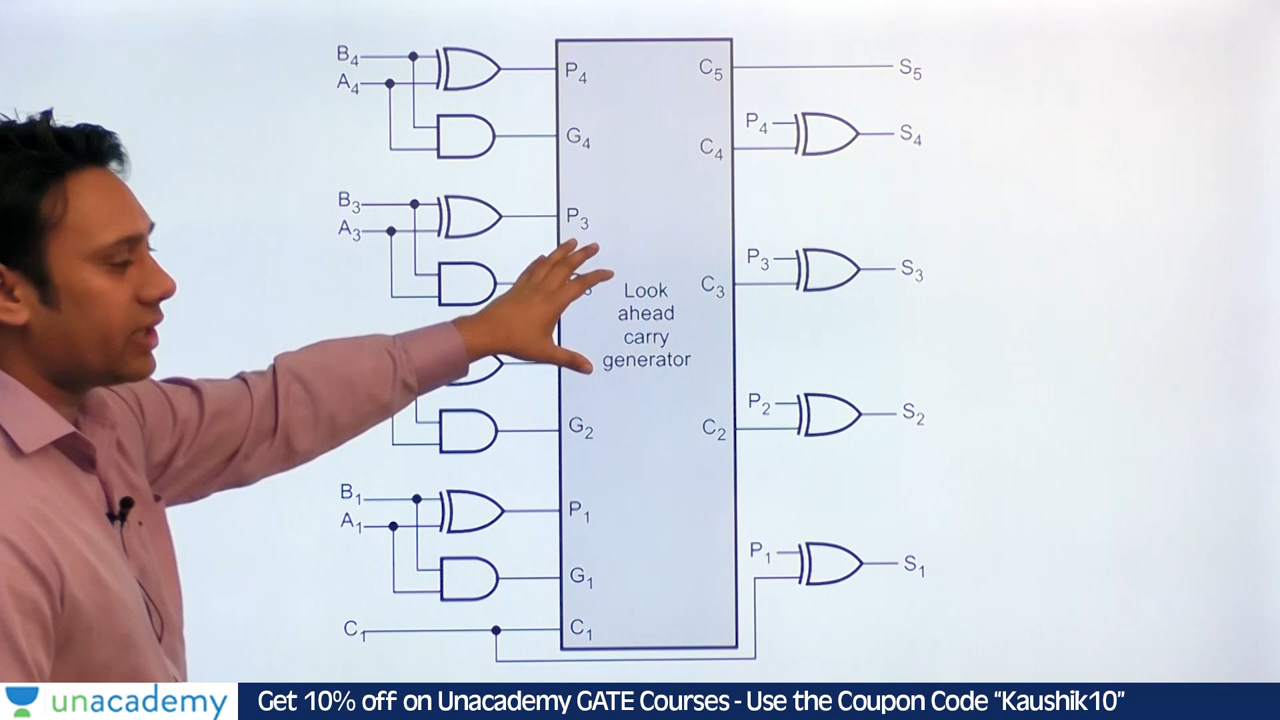 B4
A4
P4
G4
C5
S5
P4
C4
S4
B3
A3
P3
P3
C3
S3
Look
ahead
carry
generator
G2
P2
C2
S2
B1
A1
P1
G1
P1
S1
C1
C1
unacademy
Get 10% off on Unacademy GATE Courses - Use the Coupon Code “Kaushik10”